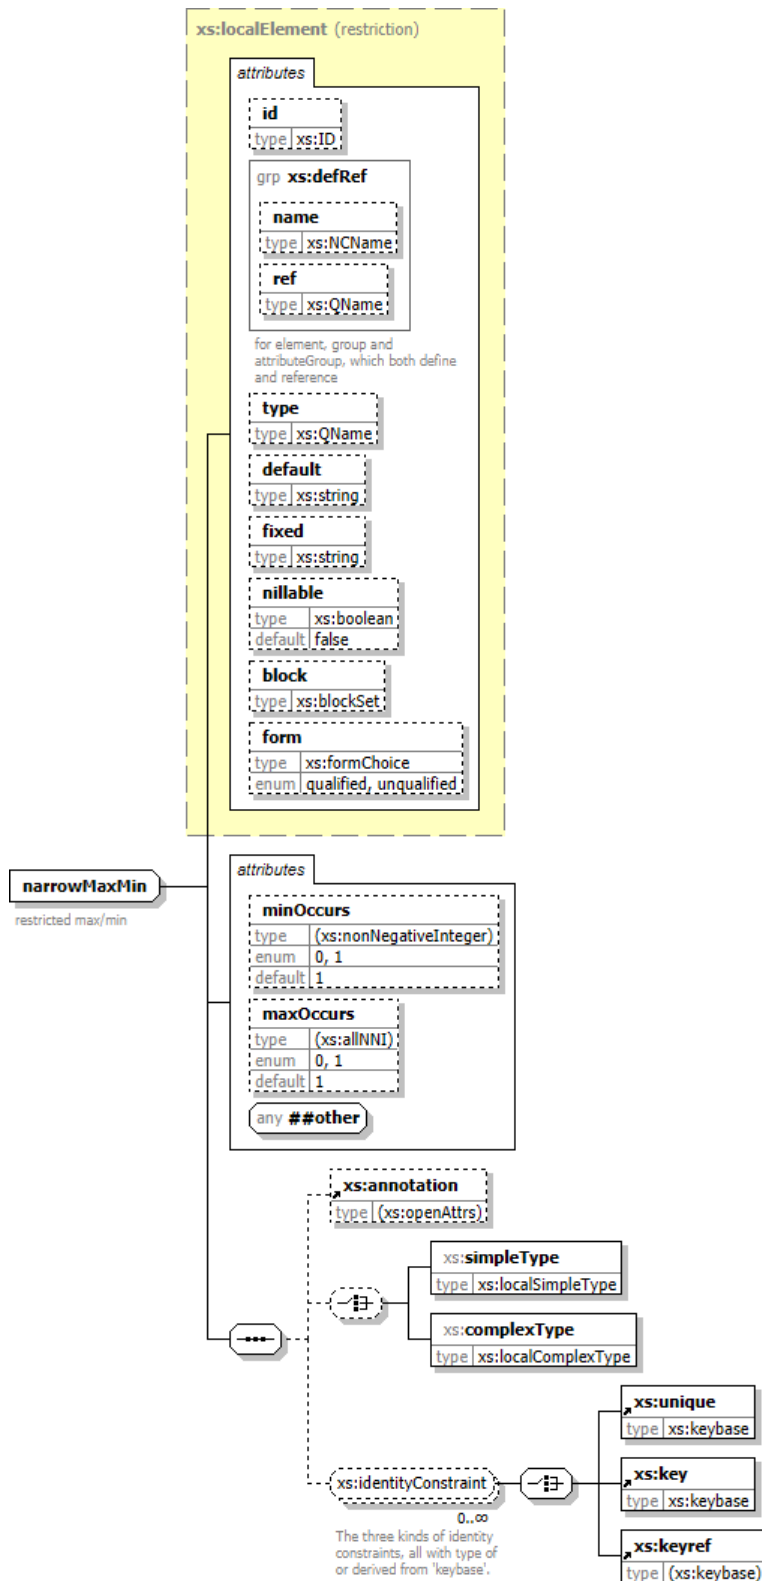 xs:localElement (restriction)
attributes
id
type xs:ID
grp xs:defRef
name
type xs:NCName
ref
type xs:QName
for element, group and
attributeGroup, which both define
and reference
type
type xs:QName
default
type xs:string
fixed
type xs:string
nillable
type xs:boolean
default false
block
type xs:blockSet
form
type xs:formChoice
enum qualified, unqualified
narrowMaxMin
restricted max/min
attributes
minOccurs
type (xs:nonNegativeInteger)
enum 0, 1
default 1
maxOccurs
type (xs:allNNI)
enum 0, 1
default 1
any ##other
xs:annotation
type (xs:openAttrs)
xs:simpleType
type xs:localSimpleType
xs:complexType
type xs:localComplexType
xs:identityConstraint
0..∞
The three kinds of identity
constraints, all with type of
or derived from 'keybase'.
xs:unique
type xs:keybase
xs:key
type xs:keybase
xs:keyref
type (xs:keybase)